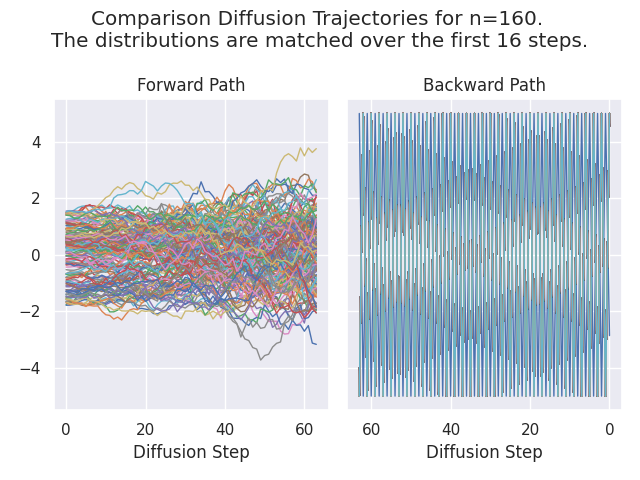 Comparison Diffusion Trajectories for n=160.
The distributions are matched over the first 16 steps.
Forward Path
Backward Path
4
2
0
−2
−4
0 20 40 60
60 40 20 0
Diffusion Step
Diffusion Step